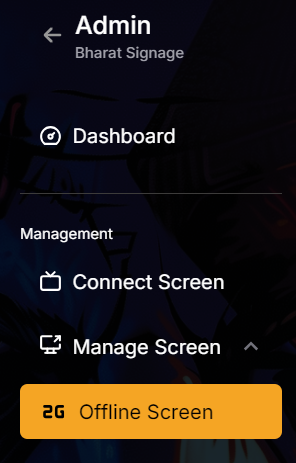 Admin
Bharat Signage
Dashboard
Management
Connect Screen
Manage Screen
2G Offline Screen